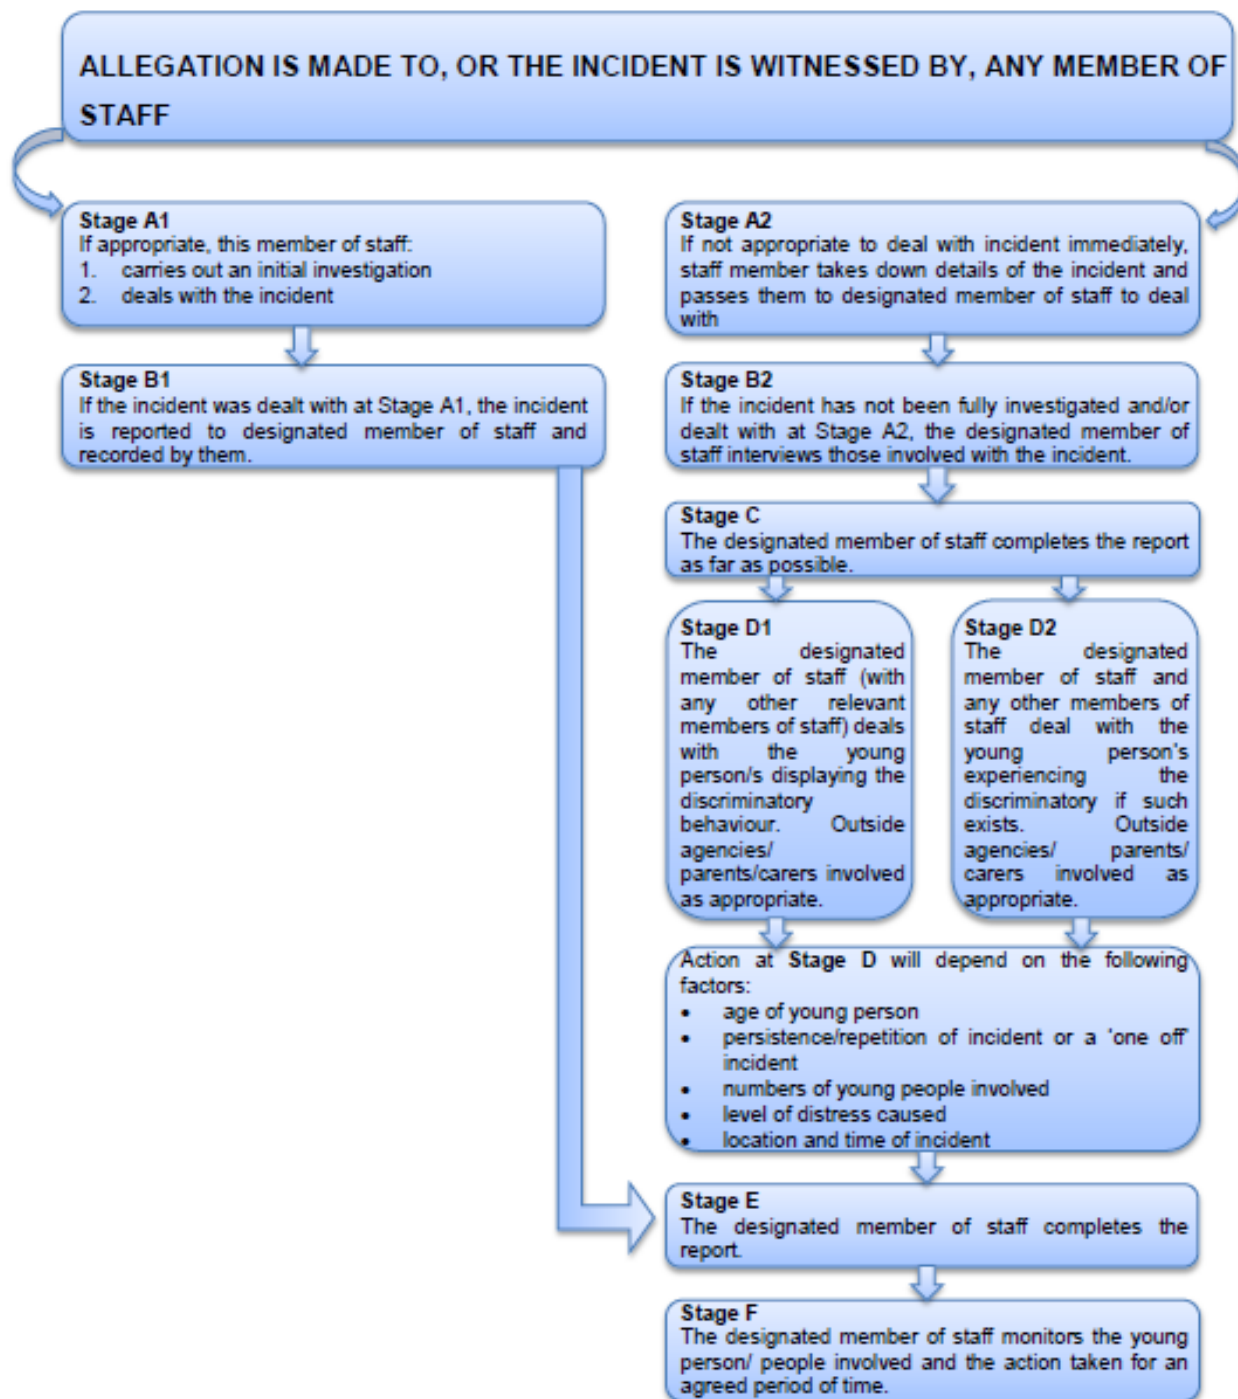 ALLEGATION IS MADE TO, OR THE INCIDENT IS WITNESSED BY, ANY MEMBER OF
STAFF
Stage A1
If appropriate, this member of staff:
1. carries out an initial investigation
2. deals with the incident
Stage B1
If the incident was dealt with at Stage A1, the incident
is reported to designated member of staff and
recorded by them.
Stage A2
If not appropriate to deal with incident immediately,
staff member takes down details of the incident and
passes them to designated member of staff to deal
with
Stage B2
If the incident has not been fully investigated and/or
dealt with at Stage A2, the designated member of
staff interviews those involved with the incident.
Stage C
The designated member of staff completes the report
as far as possible.
Stage D1
The designated
member of staff (with
any other relevant
members of staff) deals
with the young
person/s displaying the
discriminatory
behaviour. Outside
agencies/
parents/carers involved
as appropriate.
Stage D2
The designated
member of staff and
any other members of
staff deal with the
young person's
experiencing the
discriminatory if such
exists. Outside
agencies/ parents/
carers involved as
appropriate.
Action at Stage D will depend on the following
factors:
• age of young person
• persistence/repetition of incident or a 'one off'
incident
• numbers of young people involved
• level of distress caused
• location and time of incident
Stage E
The designated member of staff completes the
report.
Stage F
The designated member of staff monitors the young
person/ people involved and the action taken for an
agreed period of time.